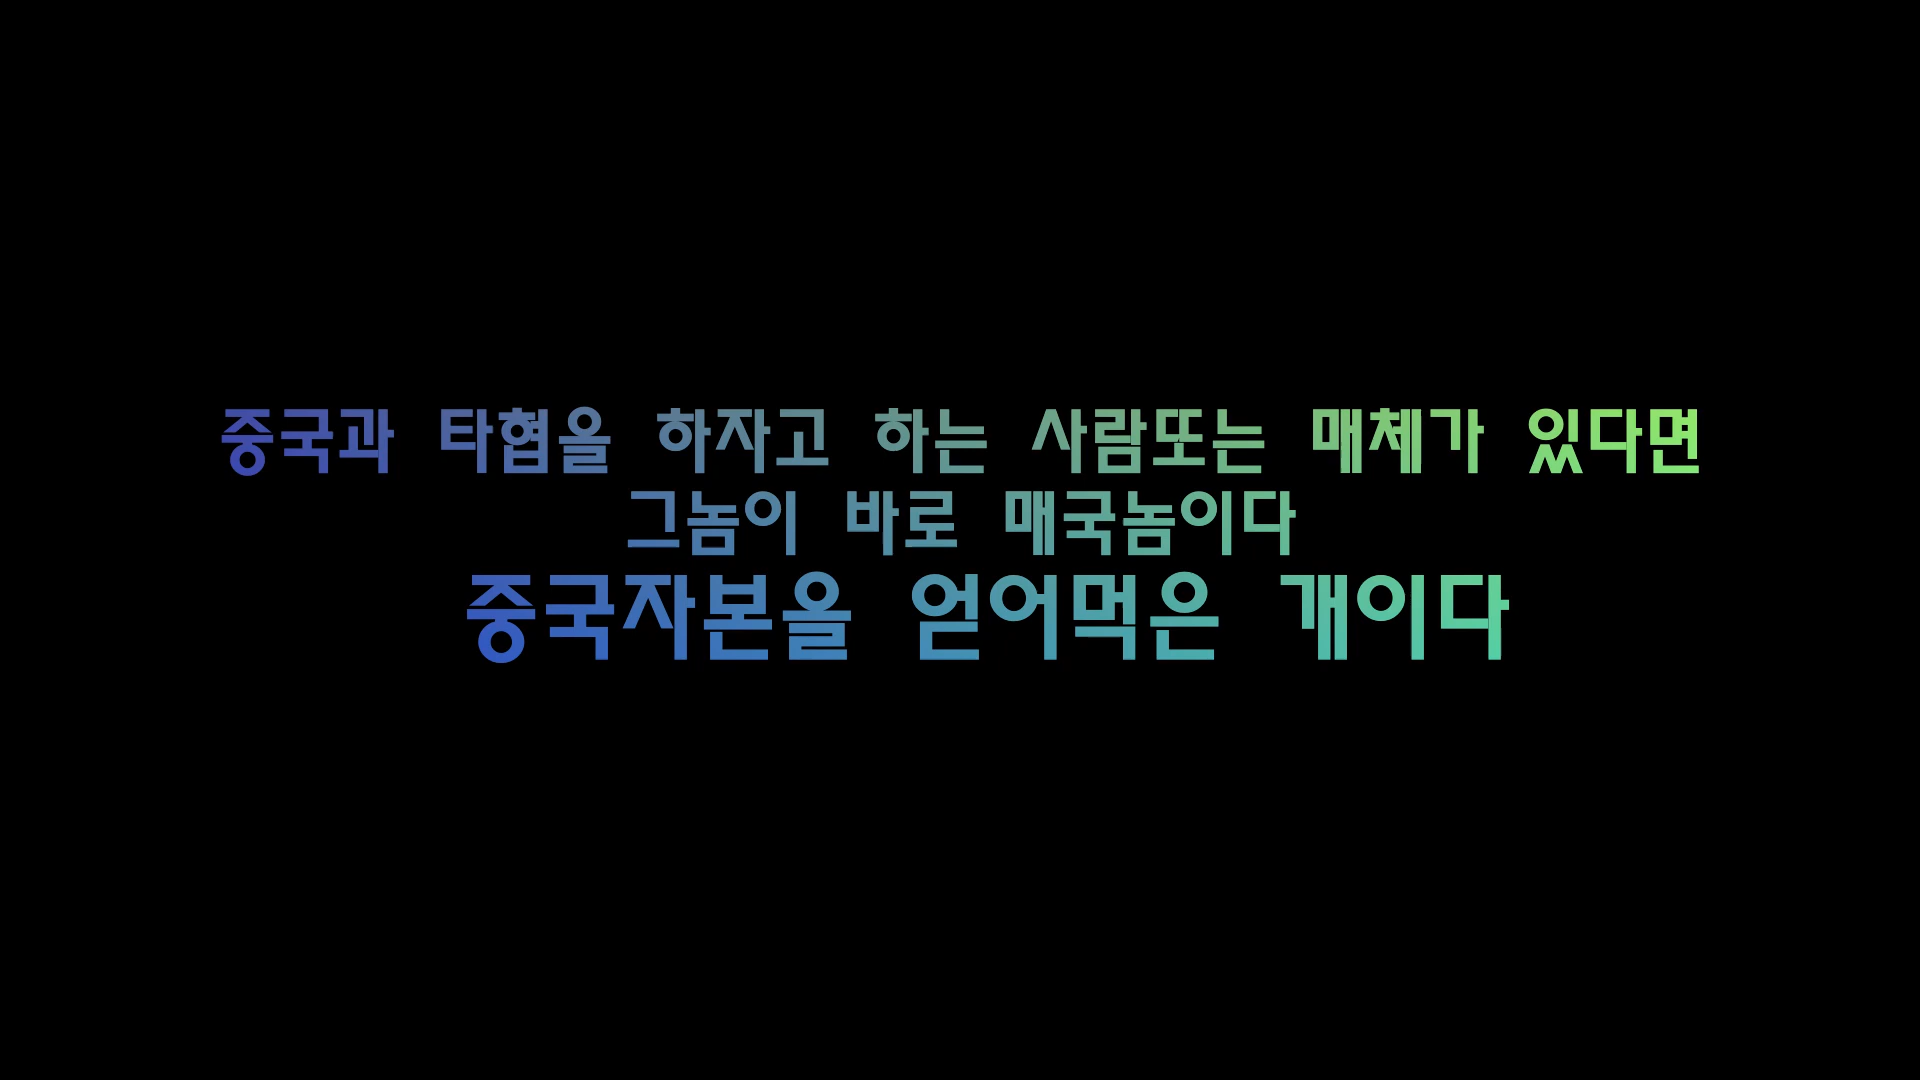 중국과 타협을 하자고 하는 사람또는 매체가 있다면
그놈이 바로 매국놈이다
중국자본을 얻어먹은 개이다